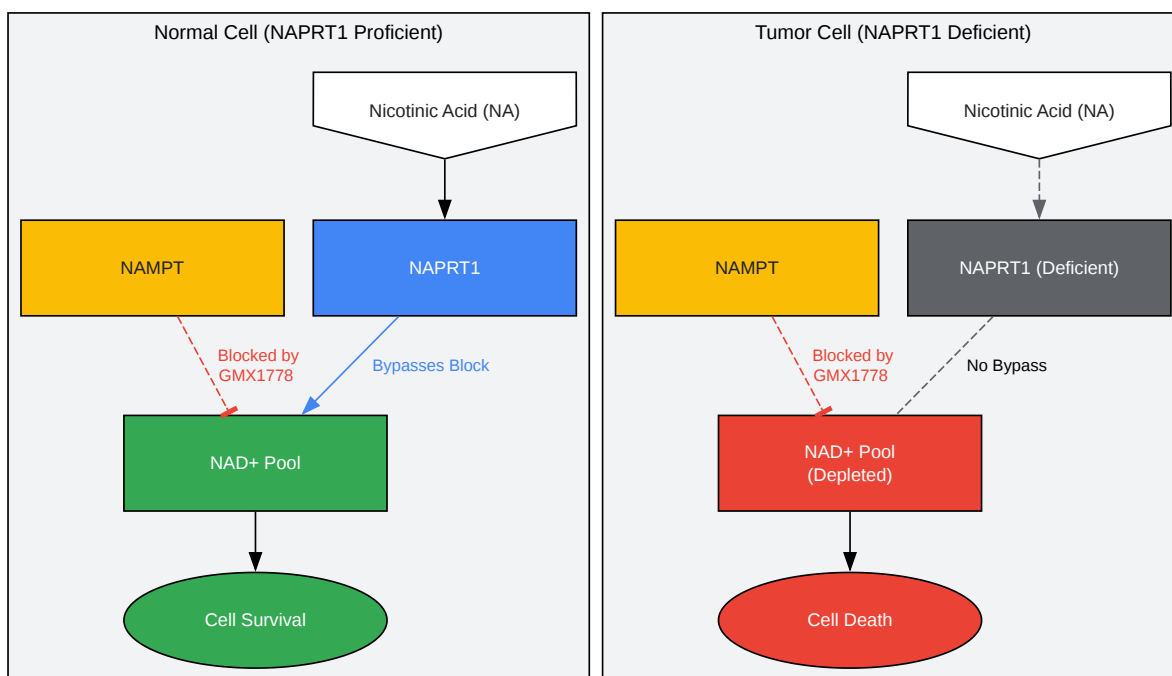 Normal Cell (NAPRT1 Proficient)
Nicotinic Acid (NA)
NAMPT
NAPRT1
Blocked by
GMX1778
Bypasses Block
NAD+ Pool
Cell Survival
Tumor Cell (NAPRT1 Deficient)
Nicotinic Acid (NA)
NAMPT
NAPRT1 (Deficient)
Blocked by
GMX1778
No Bypass
NAD+ Pool
(Depleted)
Cell Death